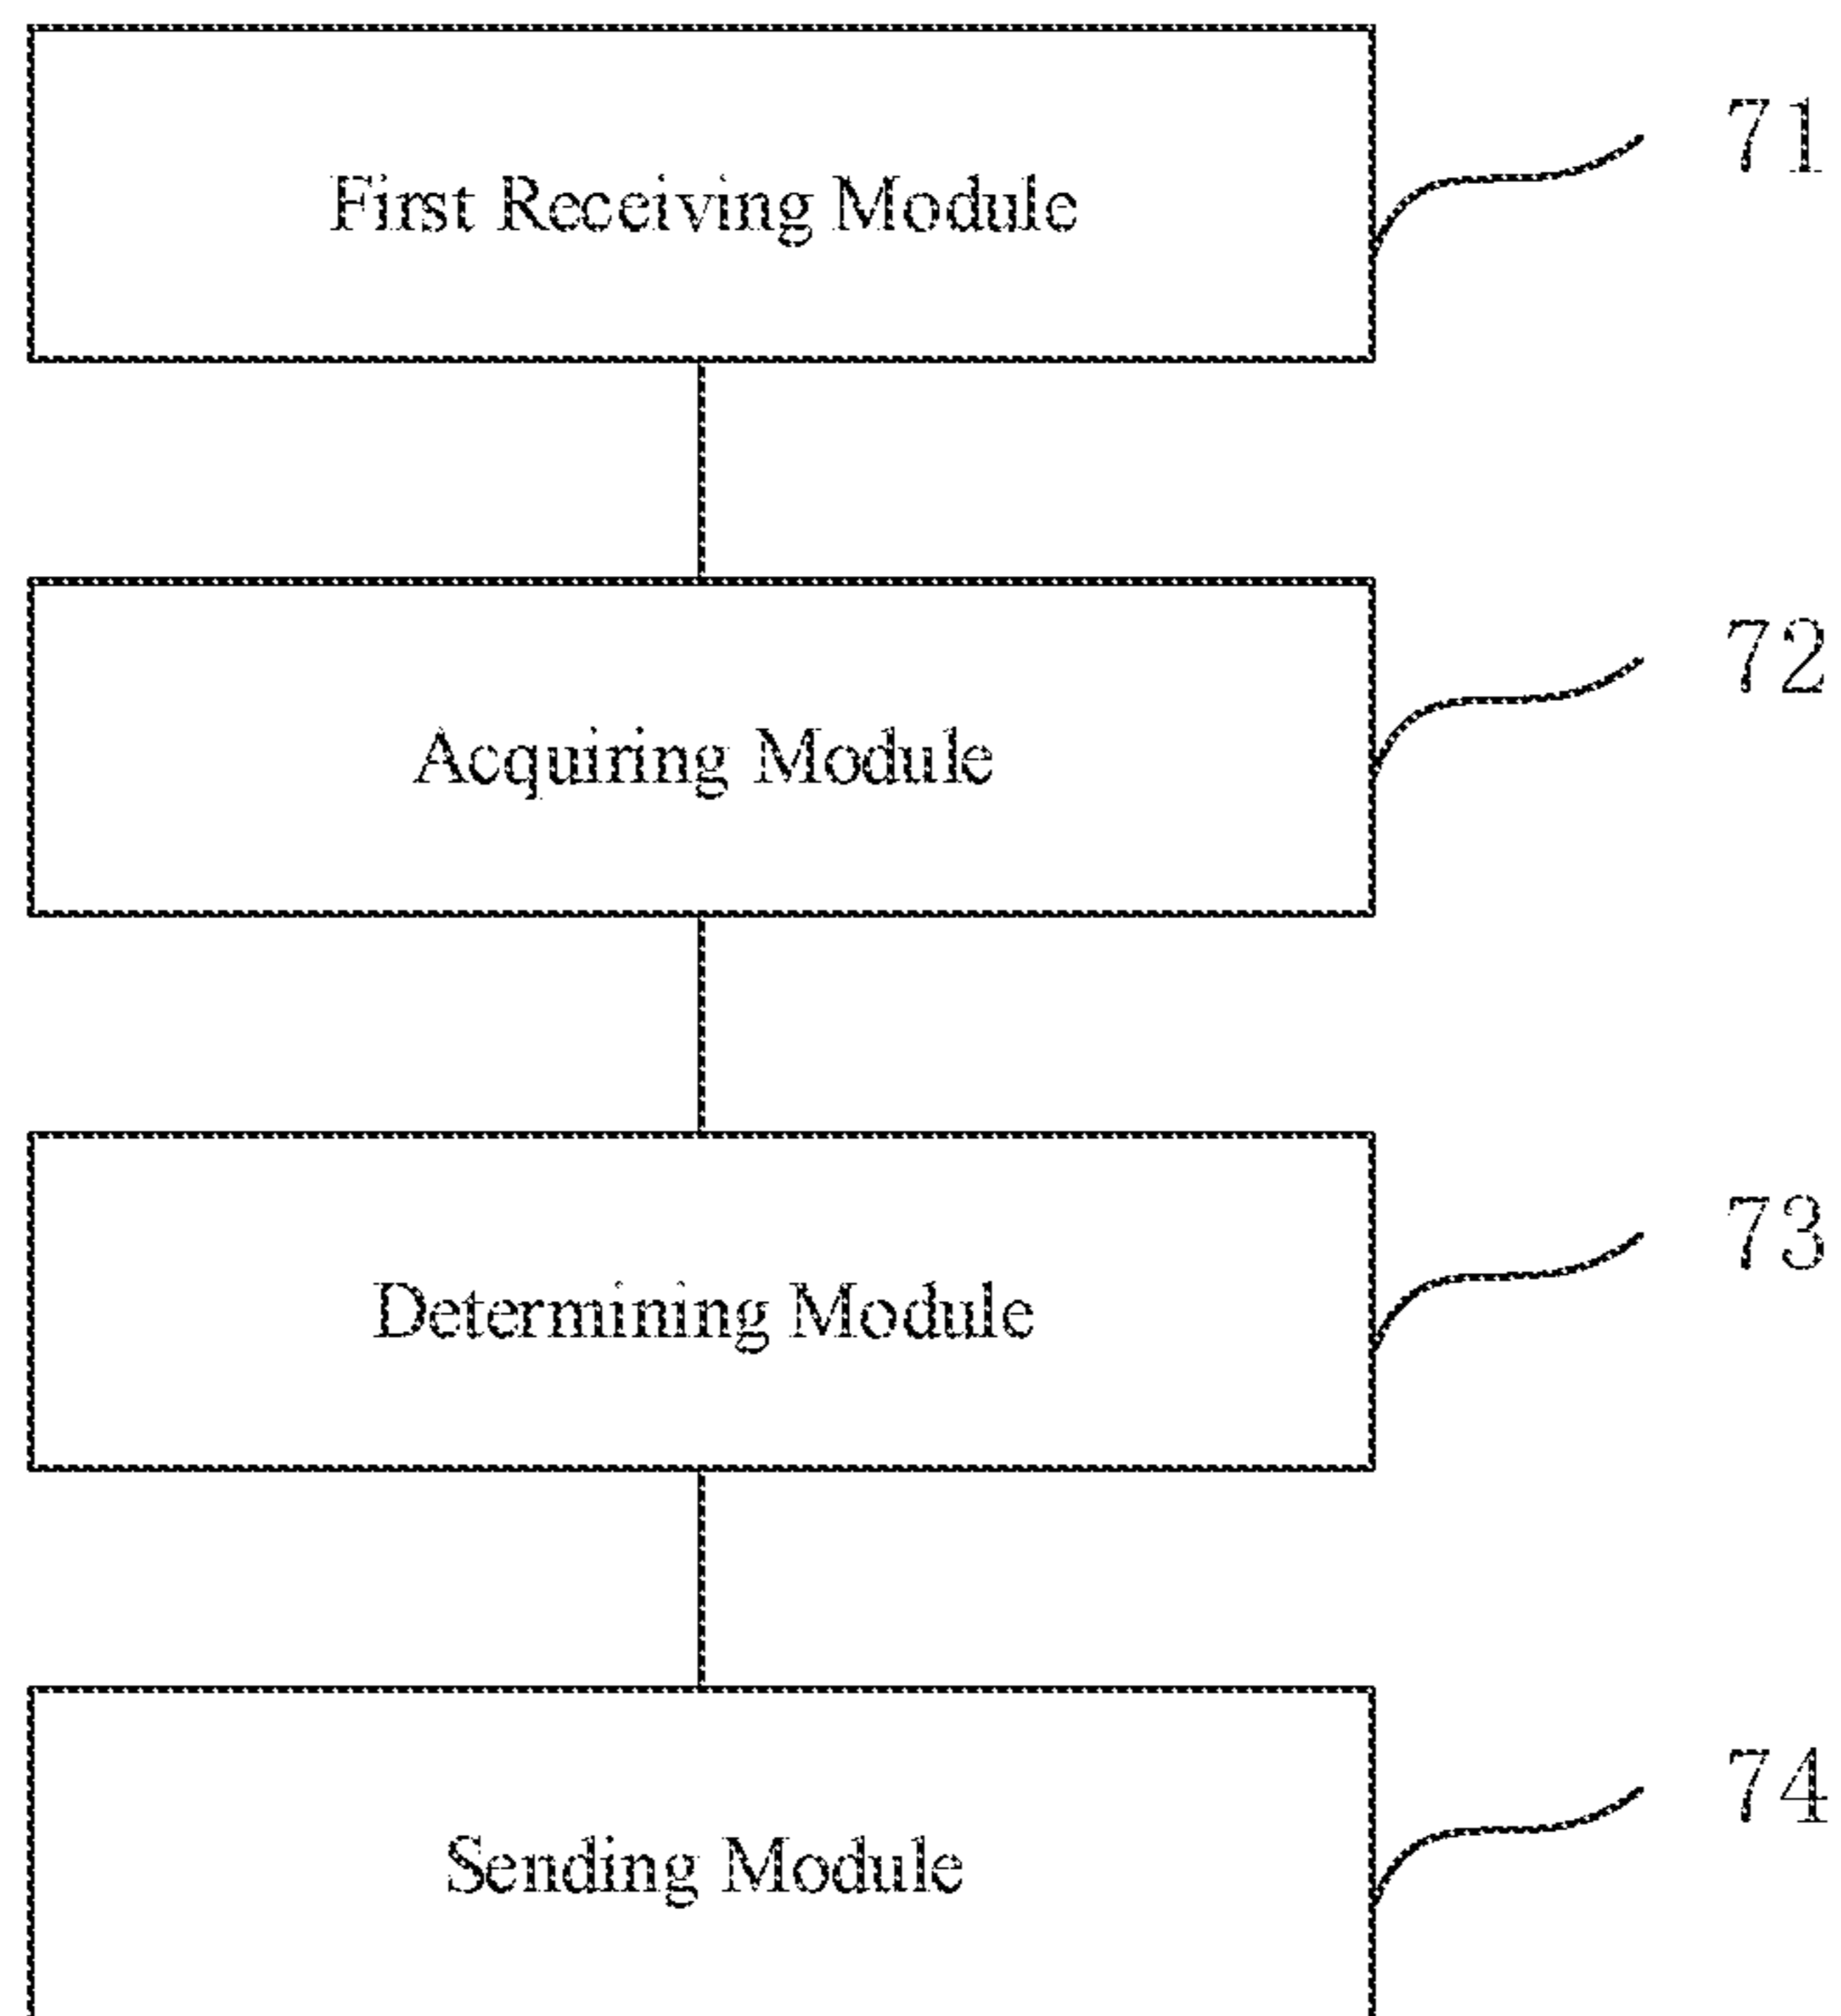 First Receiving Module
71
Acquiring Module
72
Determining Module
73
Sending Module
74